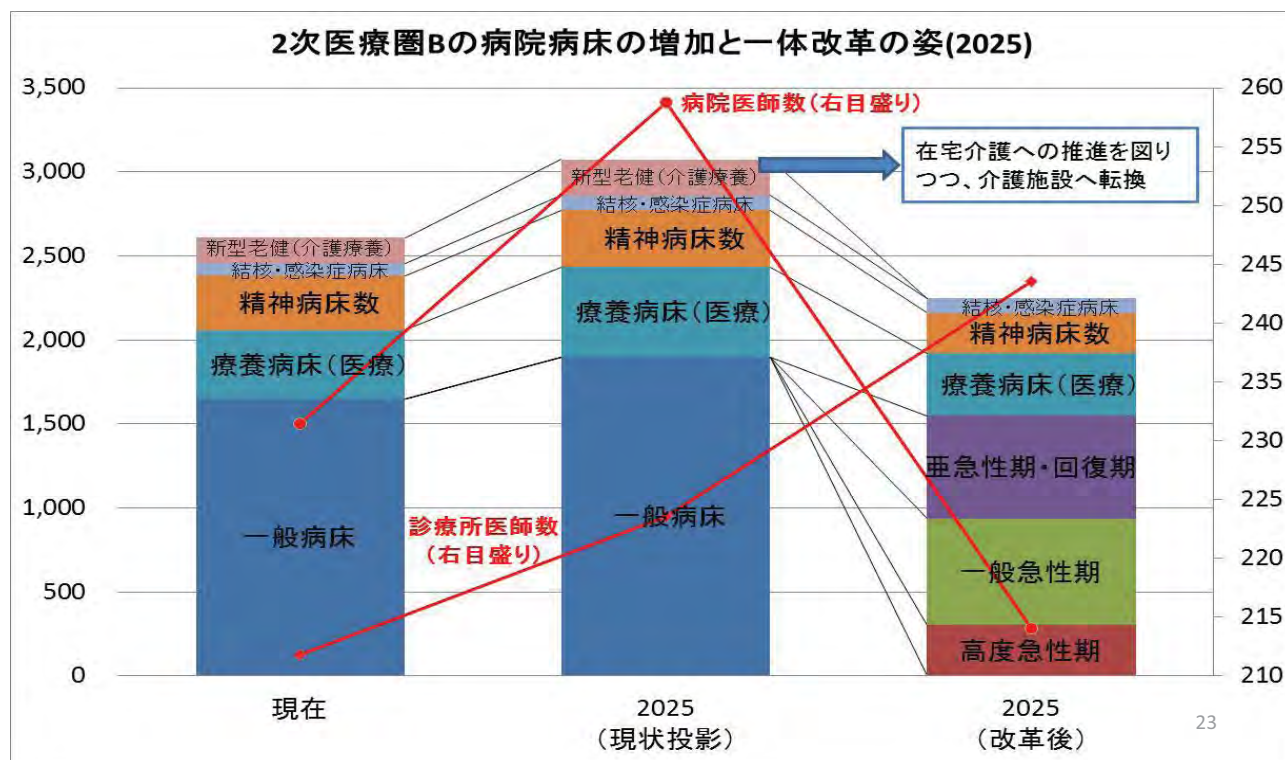 2次医療圏Bの病院病床の増加と一体改革の姿(2025)
3,500
3,000
2,500
2,000
1,500
1,000
500
0
260
255
250
245
240
235
230
225
220
215
210
病院医師数(右目盛り)
在宅介護への推進を図り
つつ、介護施設へ転換
新型老健(介護療養)
結核・感染症病床
精神病床数
療養病床(医療)
一般病床
診療所医師数
(右目盛り)
新型老健(介護療養)
結核・感染症病床
精神病床数
療養病床(医療)
一般病床
結核・感染症病床
精神病床数
療養病床(医療)
亜急性期・回復期
一般急性期
高度急性期
現在
2025
(現状投影)
2025
(改革後)
23